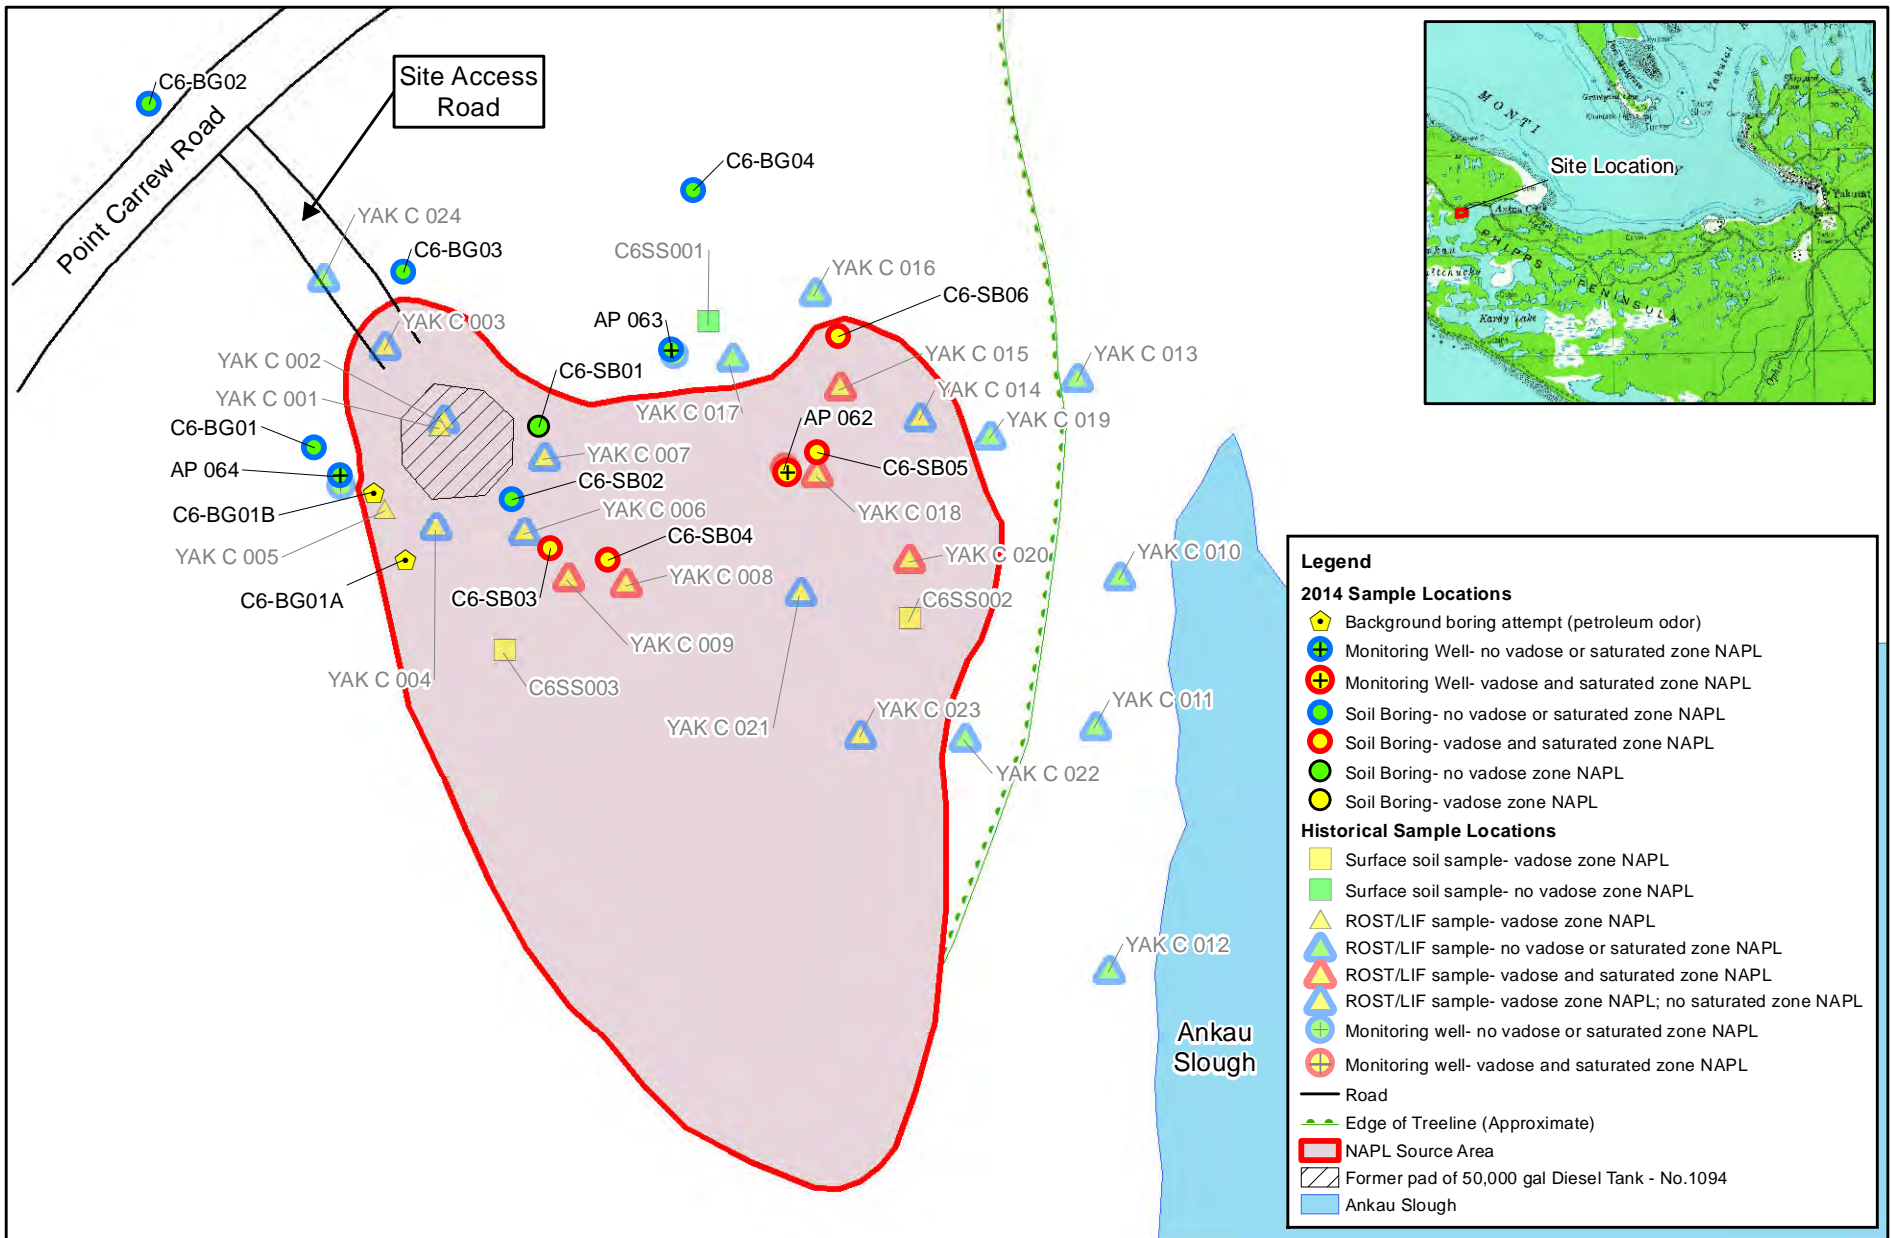 C6-BG02
Site Access
Road
Point Carrew Road
C6-BG04
YAK C 024
C6-BG03
C6SS001
YAK C 016
C6-SB06
AP 063
YAK C 003
YAK C 002
YAK C 015
YAK C 013
C6-SB01
YAK C 001
YAK C 014
YAK C 017
AP 062
YAK C 019
C6-BG01
AP 064
YAK C 007
C6-SB05
C6-SB02
C6-BG01B
YAK C 006
YAK C 018
YAK C 005
C6-SB04
YAK C 020
YAK C 010
YAK C 008
C6-BG01A
C6-SB03
C6SS002
YAK C 009
YAK C 004
C6SS003
YAK C 021
YAK C 023
YAK C 011
YAK C 022
YAK C 012
Ankau
Slough
MONTI
Site Location
Yakutat
PHIPPS
PENINSULA
Kardy Lake
Legend
2014 Sample Locations
Background boring attempt (petroleum odor)
Monitoring Well- no vadose or saturated zone NAPL
Monitoring Well- vadose and saturated zone NAPL
Soil Boring- no vadose or saturated zone NAPL
Soil Boring- vadose and saturated zone NAPL
Soil Boring- no vadose zone NAPL
Soil Boring- vadose zone NAPL
Historical Sample Locations
Surface soil sample- vadose zone NAPL
Surface soil sample- no vadose zone NAPL
ROST/LIF sample- vadose zone NAPL
ROST/LIF sample- no vadose or saturated zone NAPL
ROST/LIF sample- vadose and saturated zone NAPL
ROST/LIF sample- vadose zone NAPL; no saturated zone NAPL
Monitoring well- no vadose or saturated zone NAPL
Monitoring well- vadose and saturated zone NAPL
Road
Edge of Treeline (Approximate)
NAPL Source Area
Former pad of 50,000 gal Diesel Tank - No.1094
Ankau Slough